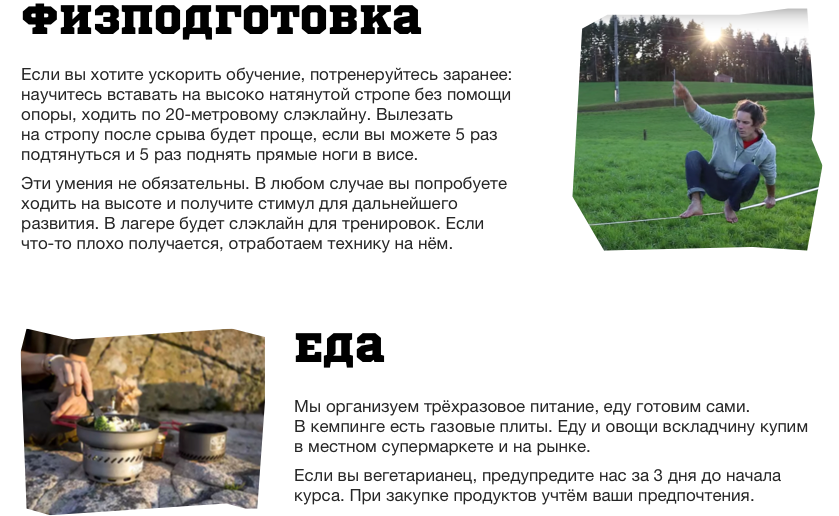 Физподготовка
Если вы хотите ускорить обучение, потренеруйтесь заранее:
научитесь вставать на высоко натянутой стропе без помощи
опоры, ходить по 20-метровому слэклайну. Вылезать
на стропу после срыва будет проще, если вы можете 5 раз
подтянуться и 5 раз поднять прямые ноги в висе.
Эти умения не обязательны. В любом случае вы попробуете
ходить на высоте и получите стимул для дальнейшего
развития. В лагере будет слэклайн для тренировок. Если
что-то плохо получается, отработаем технику на нём.
Еда
Мы организуем трёхразовое питание, еду готовим сами.
В кемпинге есть газовые плиты. Еду и овощи вскладчину купим
в местном супермаркете и на рынке.
Если вы вегетарианец, предупредите нас за 3 дня до начала
курса. При закупке продуктов учтём ваши предпочтения.